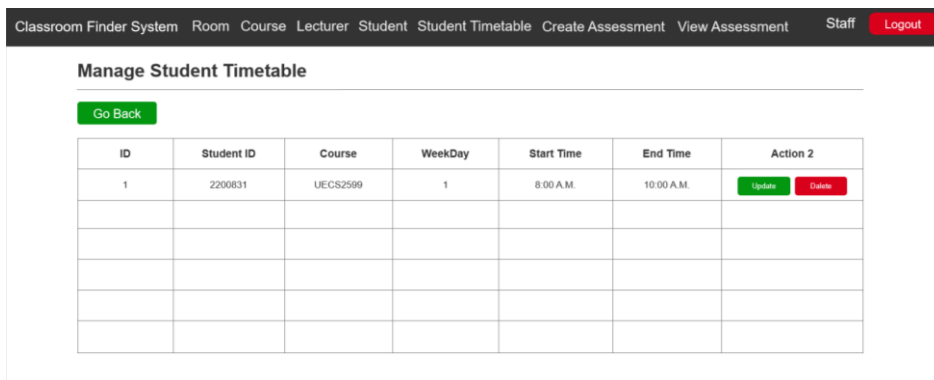 Classroom Finder System Room Course Lecturer Student Student Timetable Create Assessment View Assessment Staff Logout
Manage Student Timetable
Go Back
ID Student ID Course WeekDay Start Time End Time Action 2
1 2200831 UECS2599 1 8:00 A.M. 10:00 A.M. Update Dalete